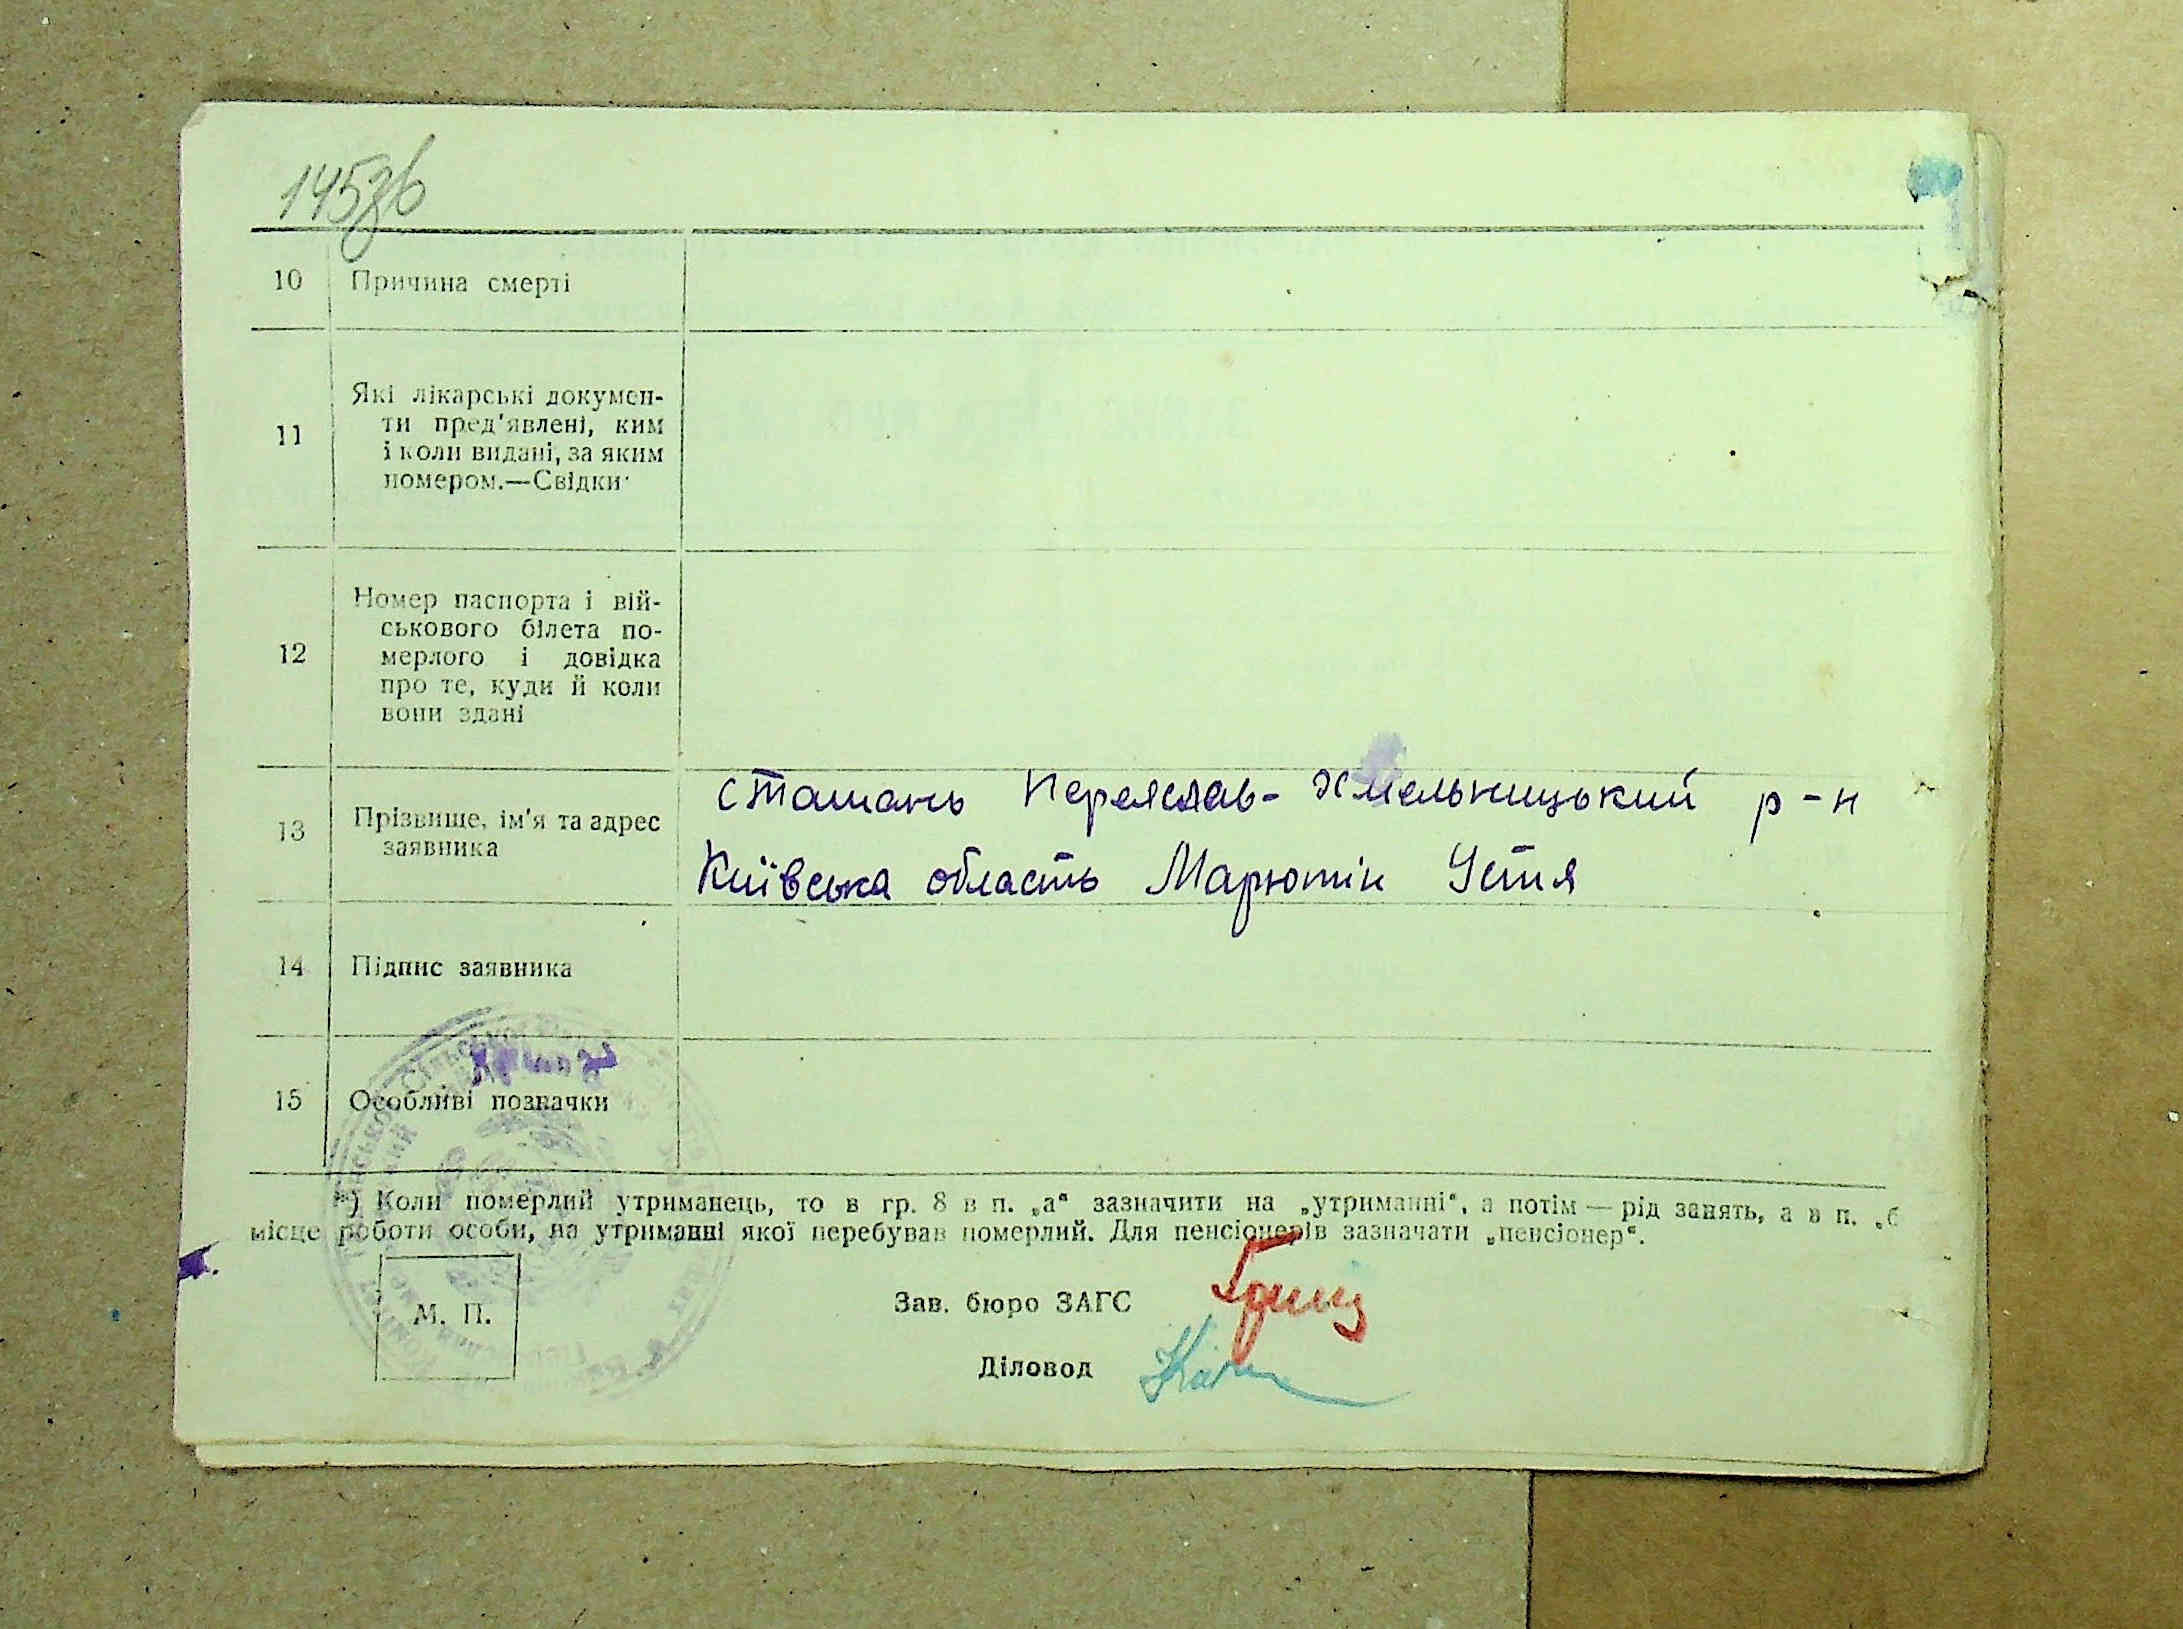 145зв
10 Причина смерті
11 Які лікарські докумен-
ти пред'явлені, ким
і коли видані, за яким
номером.—Свідки
12 Номер паспорта і вій-
ськового білета по-
мерлого і довідка
про те, куди й коли
вони здані
13 Прізвище, ім'я та адрес
заявника
сташань Переяслав-Хмельницький р-н
Київська область Марютін Устя
14 Підпис заявника
15 Особливі позначки
*) Коли померлий утриманець, то в гр. 8 в п. „а“ зазначити на „утриманні“, а потім — рід занять, а в п. „б
місце роботи особи, на утриманні якої перебував померлий. Для пенсіонерів зазначати „пенсіонер“.
М. П.
Зав. бюро ЗАГС
Діловод